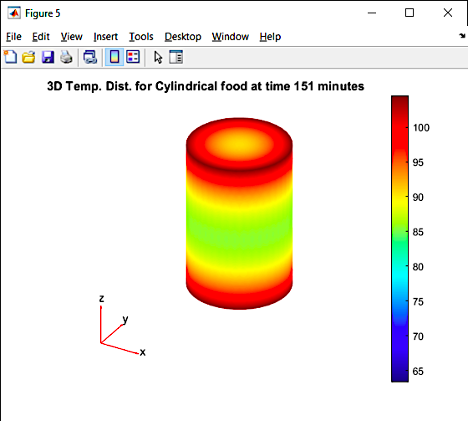 Figure 5
File Edit View Insert Tools Desktop Window Help
3D Temp. Dist. for Cylindrical food at time 151 minutes
100
95
90
85
80
75
70
65
z
y
x